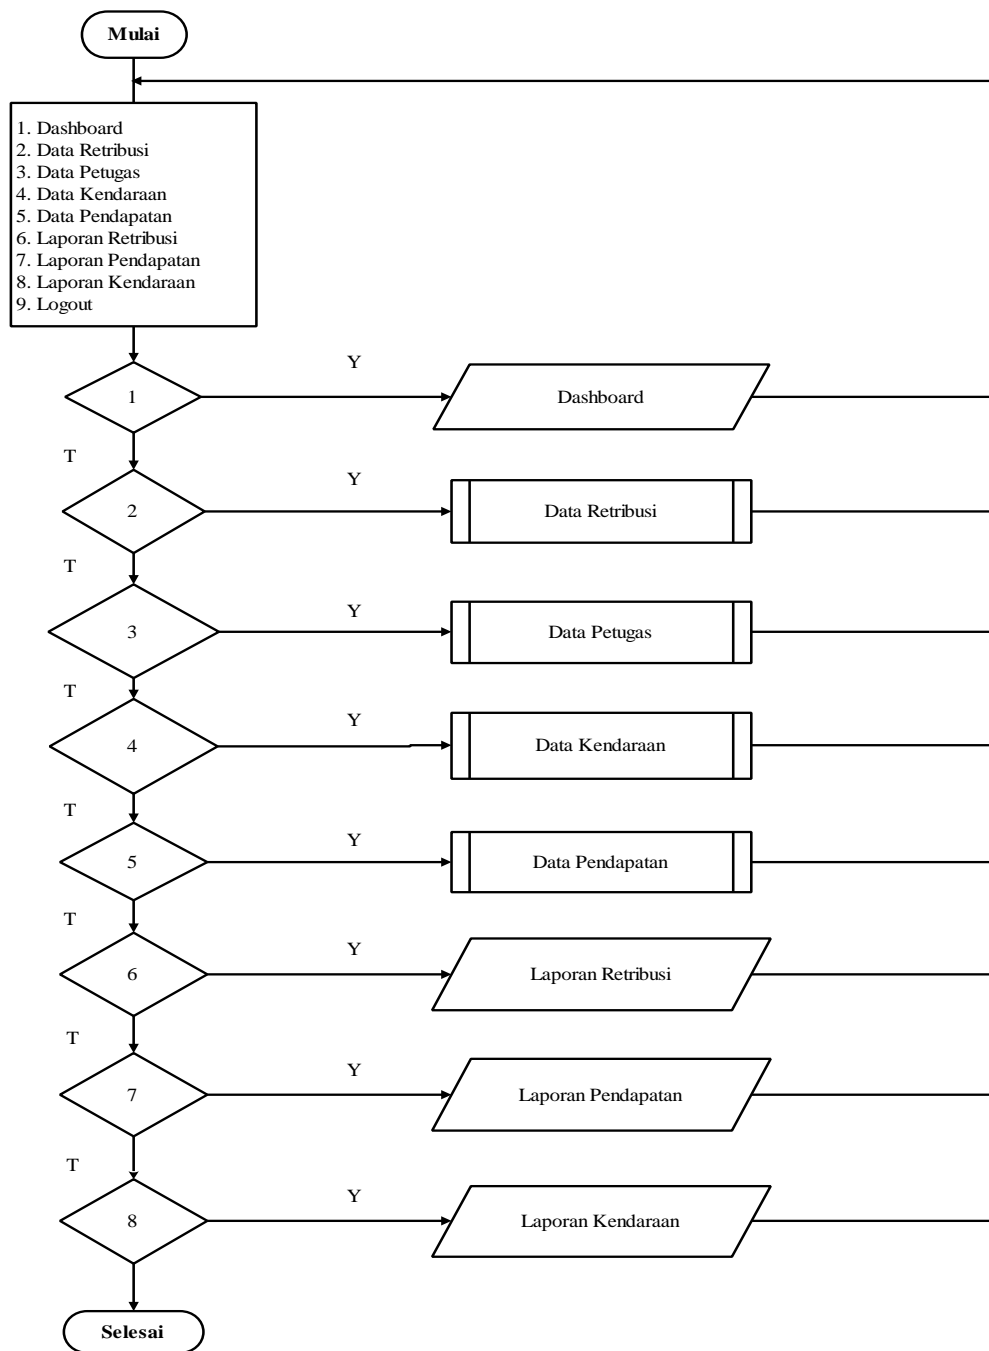 Mulai
1. Dashboard
2. Data Retribusi
3. Data Petugas
4. Data Kendaraan
5. Data Pendapatan
6. Laporan Retribusi
7. Laporan Pendapatan
8. Laporan Kendaraan
9. Logout
Y
1
Dashboard
T
Y
2
Data Retribusi
T
Y
3
Data Petugas
T
Y
4
Data Kendaraan
T
Y
5
Data Pendapatan
T
Y
6
Laporan Retribusi
T
Y
7
Laporan Pendapatan
T
Y
8
Laporan Kendaraan
Selesai